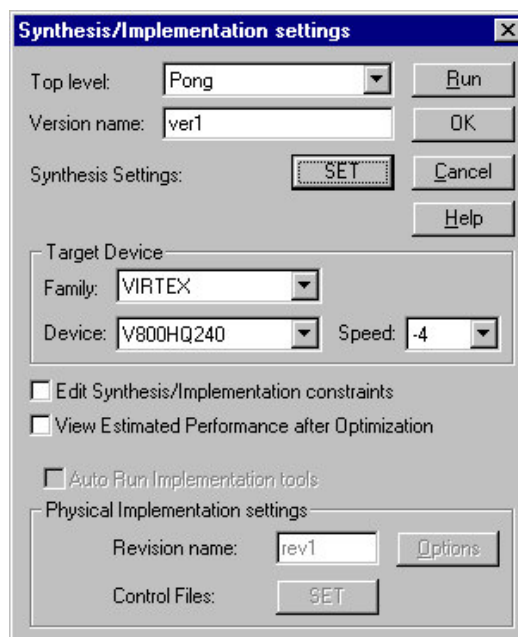 Synthesis/Implementation settings
Top level: Pong Run
Version name: ver1 OK
Synthesis Settings: SET Cancel
Help
Target Device
Family: VIRTEX
Device: V800HQ240 Speed: -4
Edit Synthesis/Implementation constraints
View Estimated Performance after Optimization
Auto Run Implementation tools
Physical Implementation settings
Revision name: rev1 Options
Control Files: SET